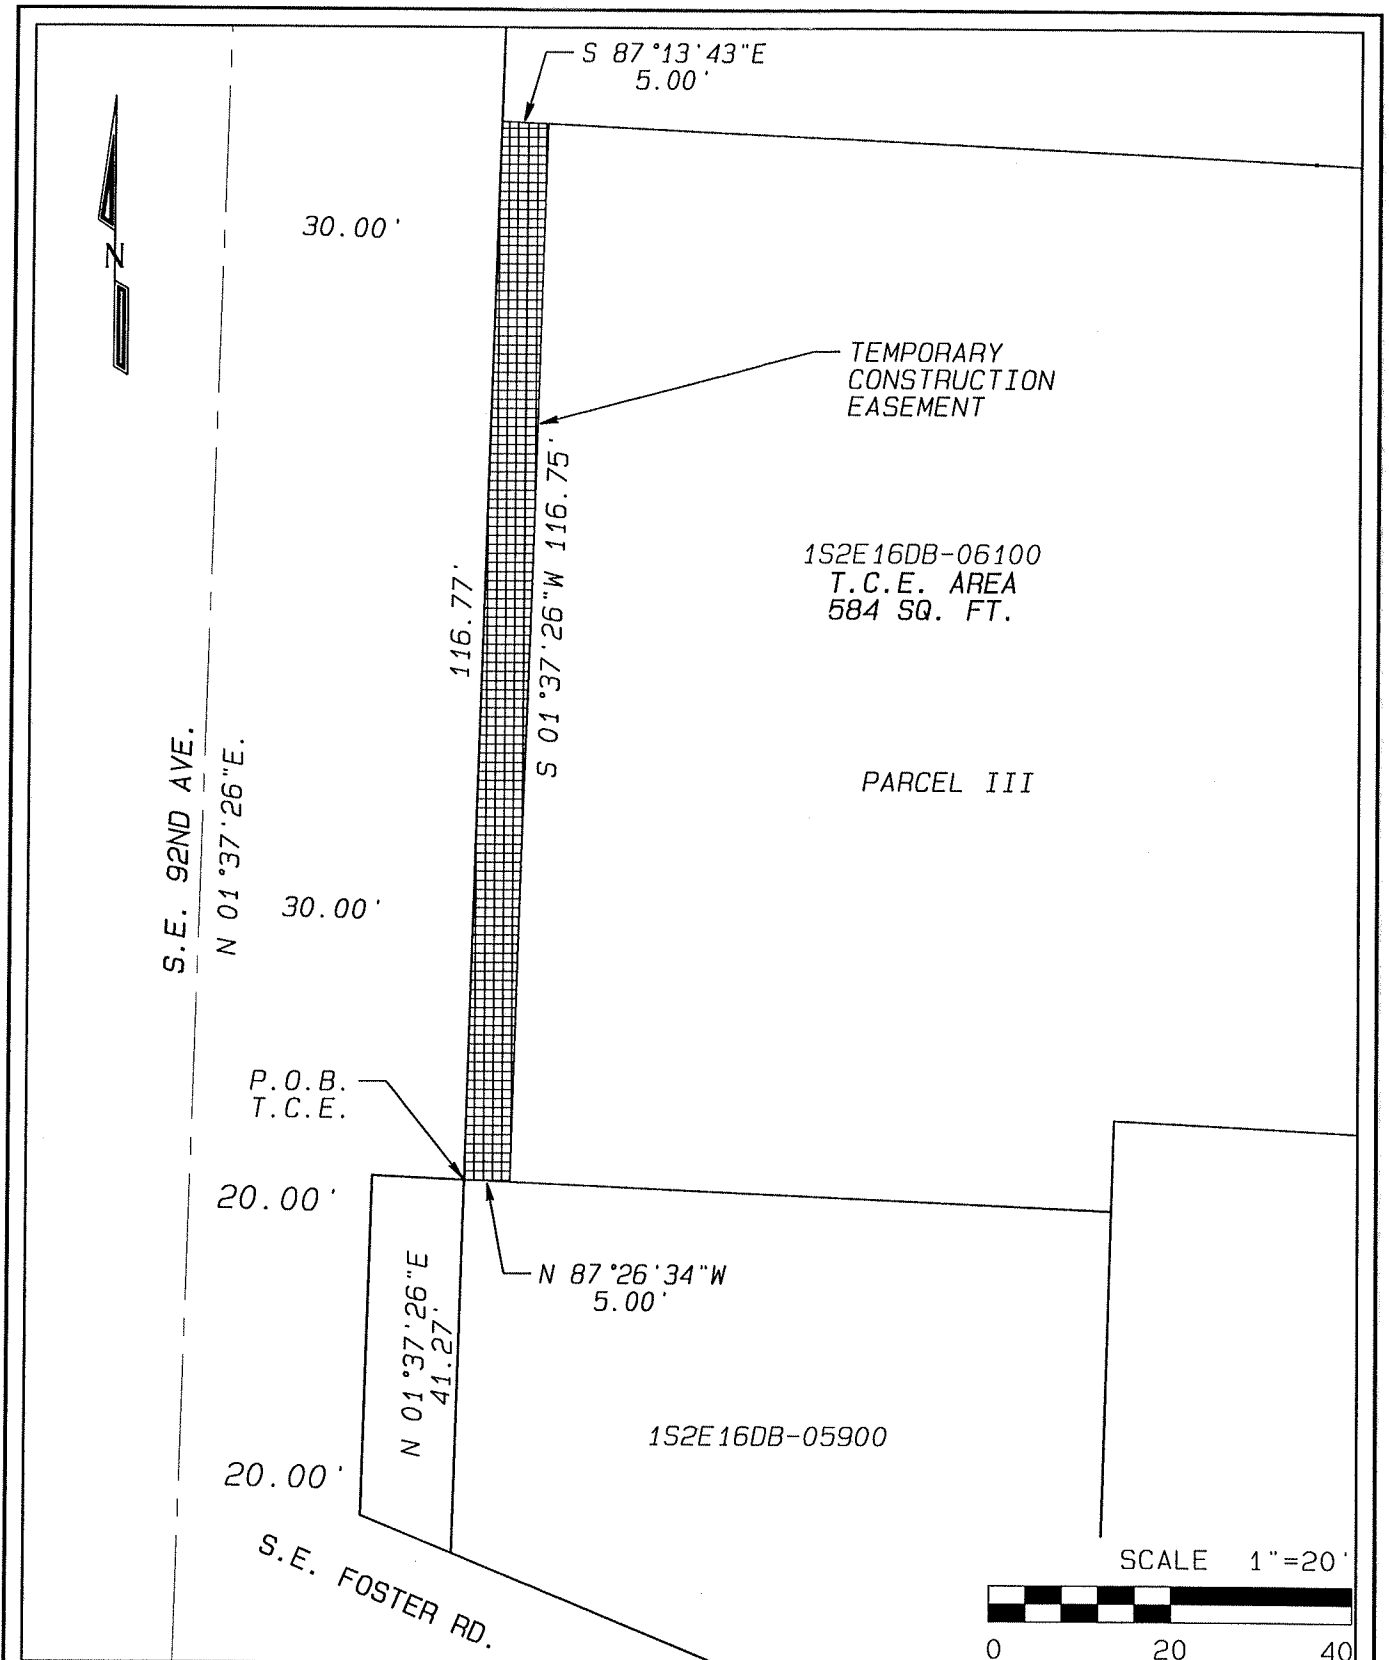 S 87°13'43"E
5.00'
N
30.00'
TEMPORARY
CONSTRUCTION
EASEMENT
116.77'
S 01°37'26"W 116.75'
1S2E16DB-06100
T.C.E. AREA
584 SQ. FT.
PARCEL III
S.E. 92ND AVE.
N 01°37'26"E.
30.00'
P.O.B.
T.C.E.
20.00'
N 87°26'34"W
5.00'
N 01°37'26"E
41.27'
1S2E16DB-05900
20.00'
S.E. FOSTER RD.
SCALE 1"=20'
0 20 40